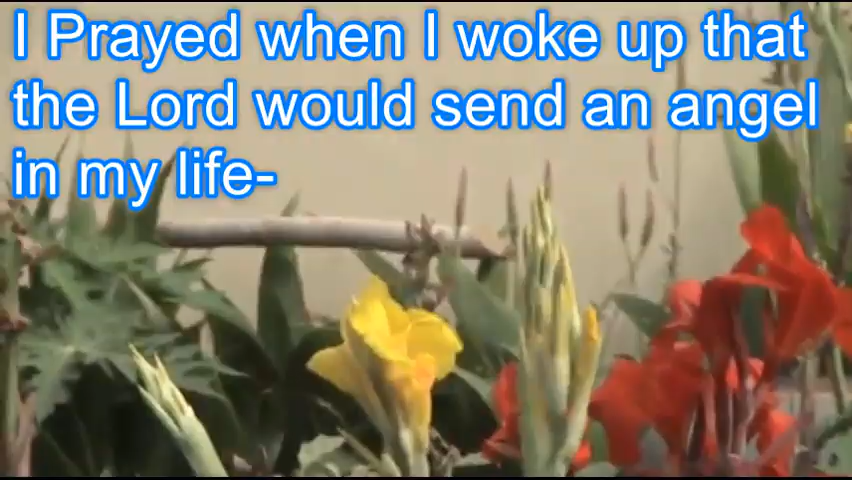 I Prayed when I woke up that
the Lord would send an angel
in my life-